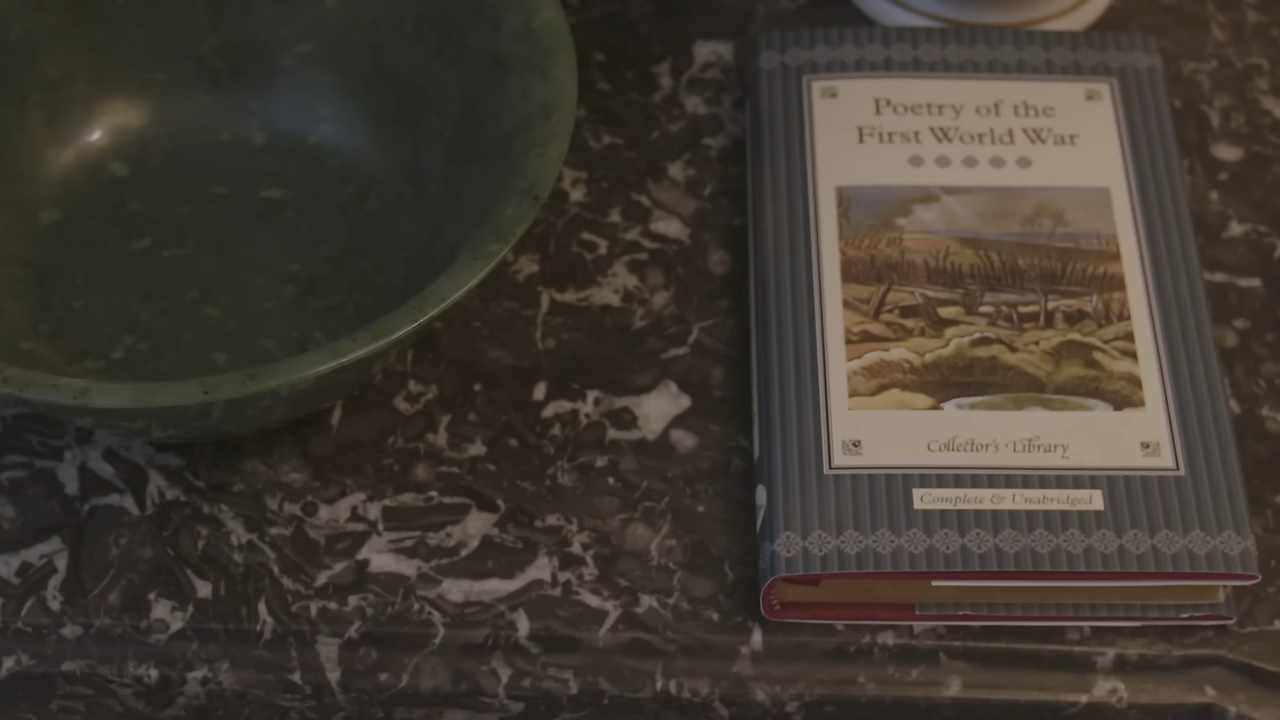 Poetry of the
First World War
Collector's Library
Complete & Unabridged